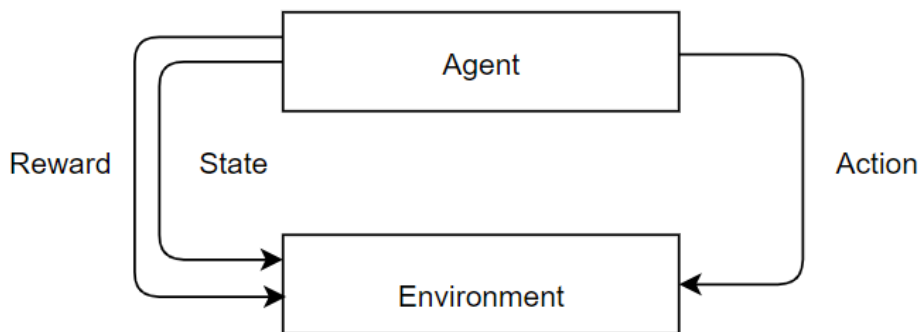 Agent
Reward
State
Action
Environment